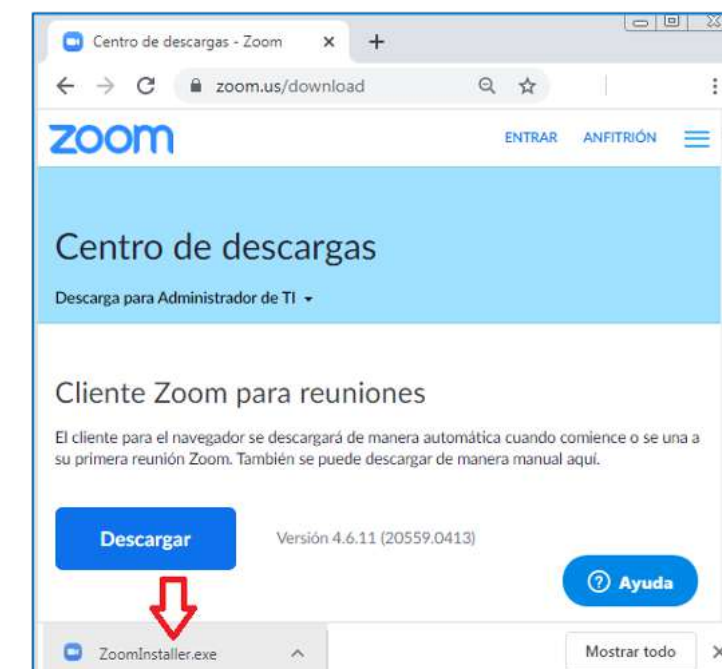 Centro de descargas - Zoom
zoom.us/download
zoom ENTRAR ANFITRIÓN
Centro de descargas
Descarga para Administrador de TI
Cliente Zoom para reuniones
El cliente para el navegador se descargará de manera automática cuando comience o se una a
su primera reunión Zoom. También se puede descargar de manera manual aquí.
Descargar Versión 4.6.11 (20559.0413)
Ayuda
ZoomInstaller.exe Mostrar todo